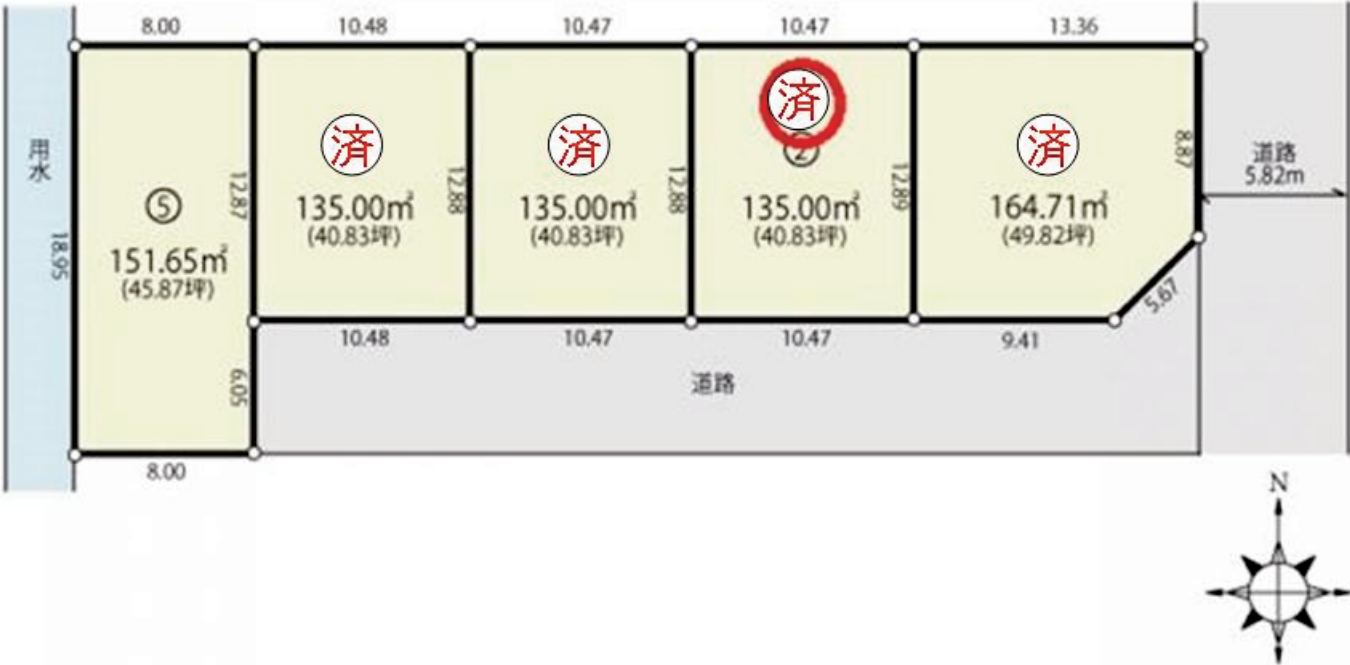 8.00
10.48
10.47
10.47
13.36
用水
18.95
⑤
151.65㎡
(45.87坪)
12.87
済
135.00㎡
(40.83坪)
12.88
済
135.00㎡
(40.83坪)
12.88
済
②
135.00㎡
(40.83坪)
12.89
済
164.71㎡
(49.82坪)
8.87
道路
5.82m
5.67
10.48
10.47
10.47
9.41
6.05
道路
8.00
N